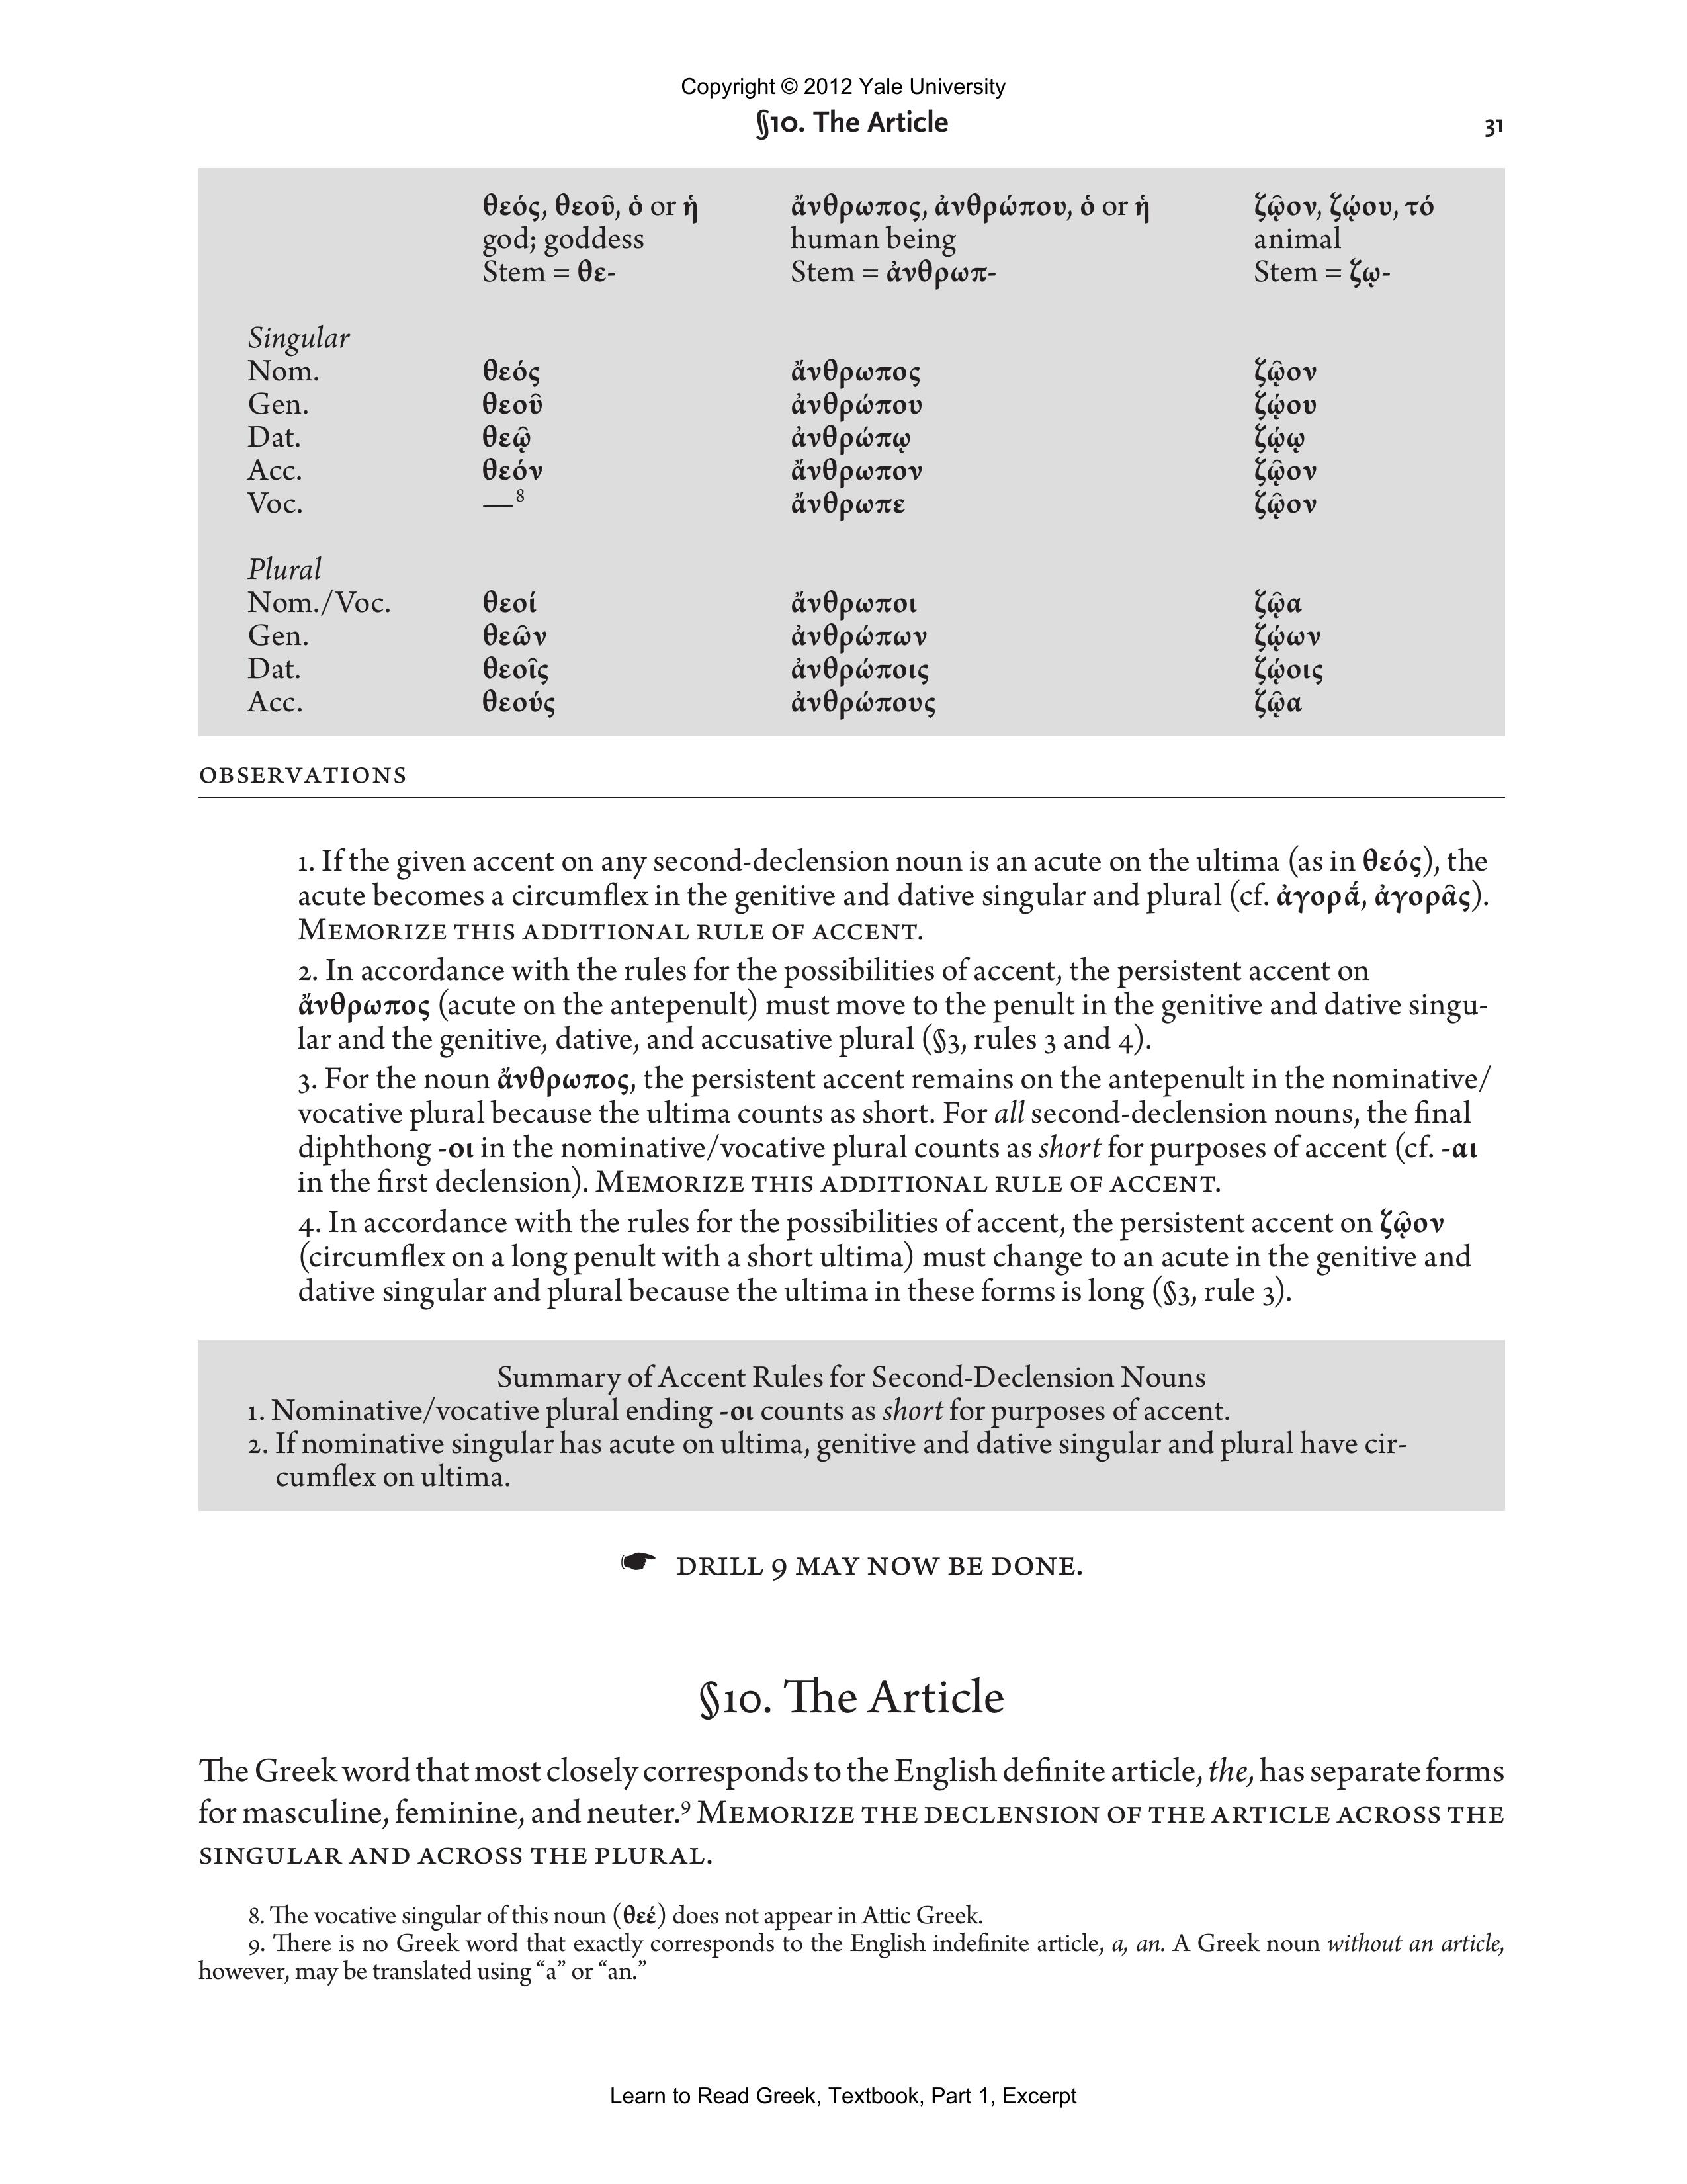 Copyright © 2012 Yale University
§10. The Article 31
θεός, θεοῦ, ὁ or ἡ ἄνθρωπος, ἀνθρώπου, ὁ or ἡ ζῷον, ζῴου, τό
god; goddess human being animal
Stem = θε- Stem = ἀνθρωπ- Stem = ζῳ-
Singular
Nom. θεός ἄνθρωπος ζῷον
Gen. θεοῦ ἀνθρώπου ζῴου
Dat. θεῷ ἀνθρώπῳ ζῴῳ
Acc. θεόν ἄνθρωπον ζῷον
Voc. —8 ἄνθρωπε ζῷον
Plural
Nom./Voc. θεοί ἄνθρωποι ζῷα
Gen. θεῶν ἀνθρώπων ζῴων
Dat. θεοῖς ἀνθρώποις ζῴοις
Acc. θεούς ἀνθρώπους ζῷα
OBSERVATIONS
1. If the given accent on any second-declension noun is an acute on the ultima (as in θεός), the
acute becomes a circumflex in the genitive and dative singular and plural (cf. ἀγορᾱ́, ἀγορᾶς).
MEMORIZE THIS ADDITIONAL RULE OF ACCENT.
2. In accordance with the rules for the possibilities of accent, the persistent accent on
ἄνθρωπος (acute on the antepenult) must move to the penult in the genitive and dative singu-
lar and the genitive, dative, and accusative plural (§3, rules 3 and 4).
3. For the noun ἄνθρωπος, the persistent accent remains on the antepenult in the nominative/
vocative plural because the ultima counts as short. For all second-declension nouns, the final
diphthong -οι in the nominative/vocative plural counts as short for purposes of accent (cf. -αι
in the first declension). MEMORIZE THIS ADDITIONAL RULE OF ACCENT.
4. In accordance with the rules for the possibilities of accent, the persistent accent on ζῷον
(circumflex on a long penult with a short ultima) must change to an acute in the genitive and
dative singular and plural because the ultima in these forms is long (§3, rule 3).
Summary of Accent Rules for Second-Declension Nouns
1. Nominative/vocative plural ending -οι counts as short for purposes of accent.
2. If nominative singular has acute on ultima, genitive and dative singular and plural have cir-
cumflex on ultima.
☛ DRILL 9 MAY NOW BE DONE.
§10. The Article
The Greek word that most closely corresponds to the English definite article, the, has separate forms
for masculine, feminine, and neuter.9 MEMORIZE THE DECLENSION OF THE ARTICLE ACROSS THE
SINGULAR AND ACROSS THE PLURAL.
8. The vocative singular of this noun (θεέ) does not appear in Attic Greek.
9. There is no Greek word that exactly corresponds to the English indefinite article, a, an. A Greek noun without an article,
however, may be translated using “a” or “an.”
Learn to Read Greek, Textbook, Part 1, Excerpt